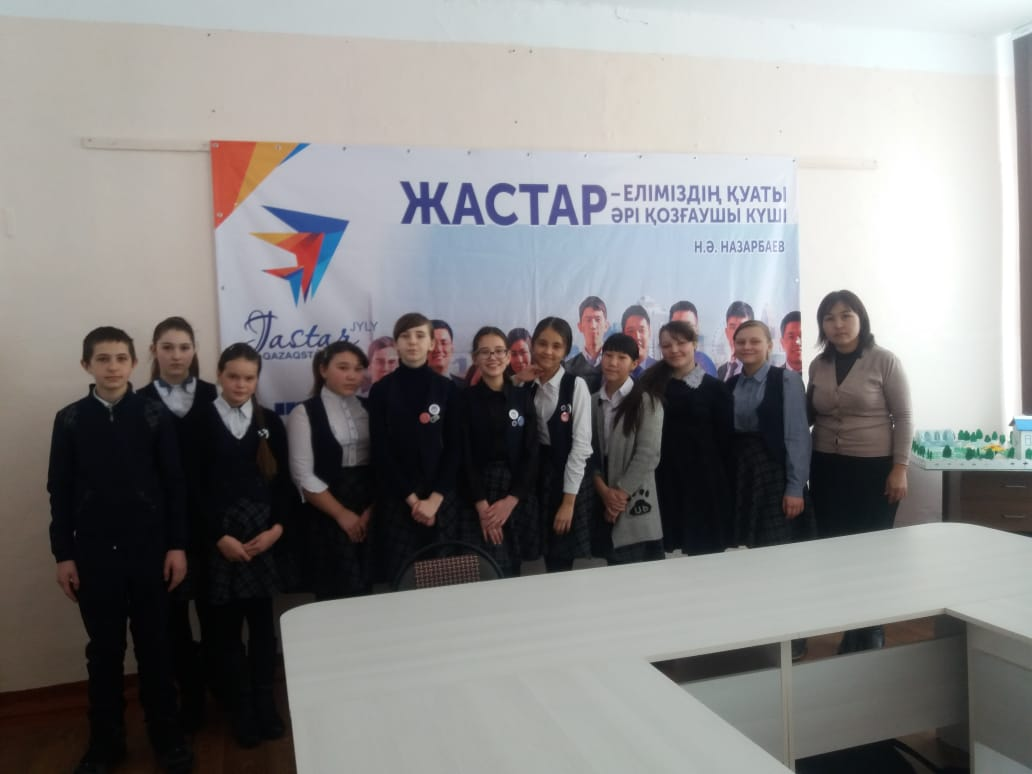 ЖАСТАР – ЕЛІМІЗДІҢ ҚУАТЫ
ӘРІ ҚОЗҒАУШЫ КҮШІ
Н.Ә. НАЗАРБАЕВ
Jastar JYLY